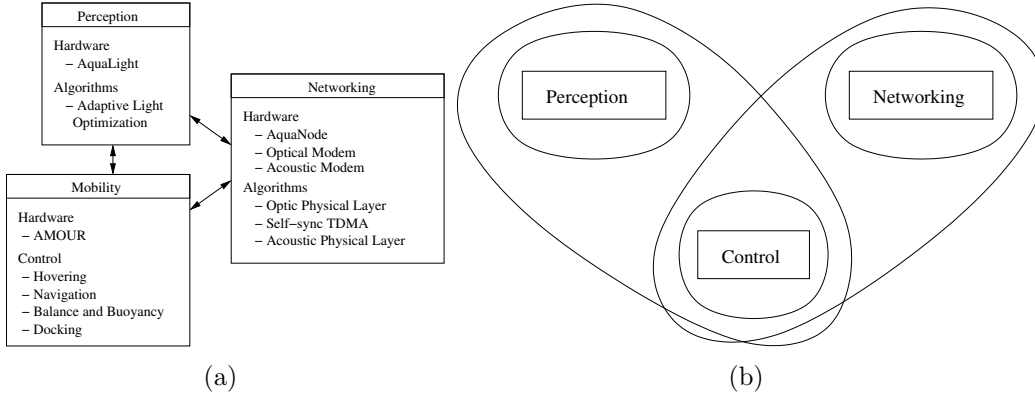 Perception
Hardware
− AquaLight
Algorithms
− Adaptive Light
Optimization
Networking
Hardware
− AquaNode
− Optical Modem
− Acoustic Modem
Algorithms
− Optic Physical Layer
− Self−sync TDMA
− Acoustic Physical Layer
Mobility
Hardware
− AMOUR
Control
− Hovering
− Navigation
− Balance and Buoyancy
− Docking
(a)
Perception
Networking
Control
(b)